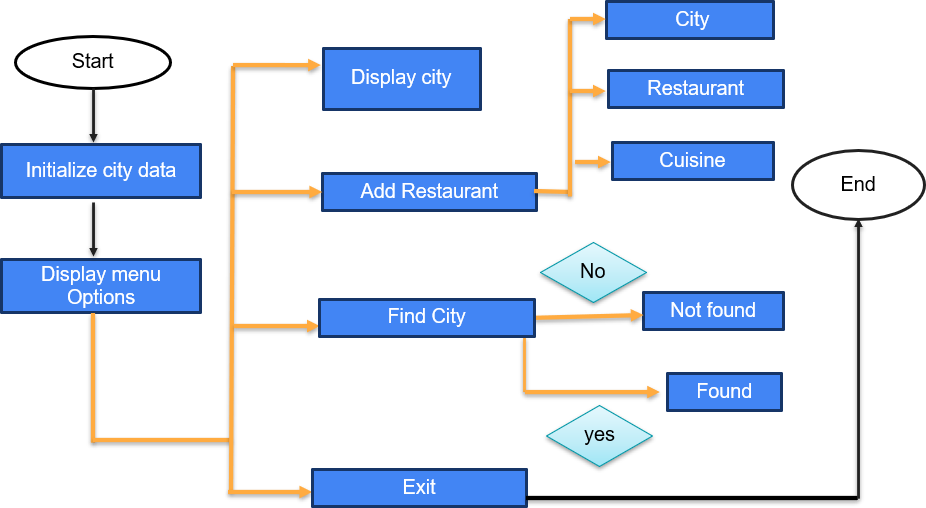 Start
Initialize city data
Display menu
Options
Display city
Add Restaurant
City
Restaurant
Cuisine
Find City
No
Not found
Found
yes
Exit
End